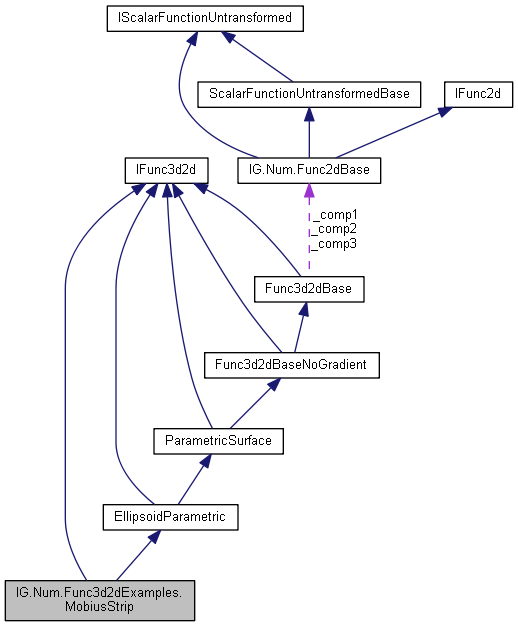 IScalarFunctionUntransformed
ScalarFunctionUntransformedBase
IFunc2d
IFunc3d2d
IG.Num.Func2dBase
_comp1
_comp2
_comp3
Func3d2dBase
Func3d2dBaseNoGradient
ParametricSurface
EllipsoidParametric
IG.Num.Func3d2dExamples.
MobiusStrip